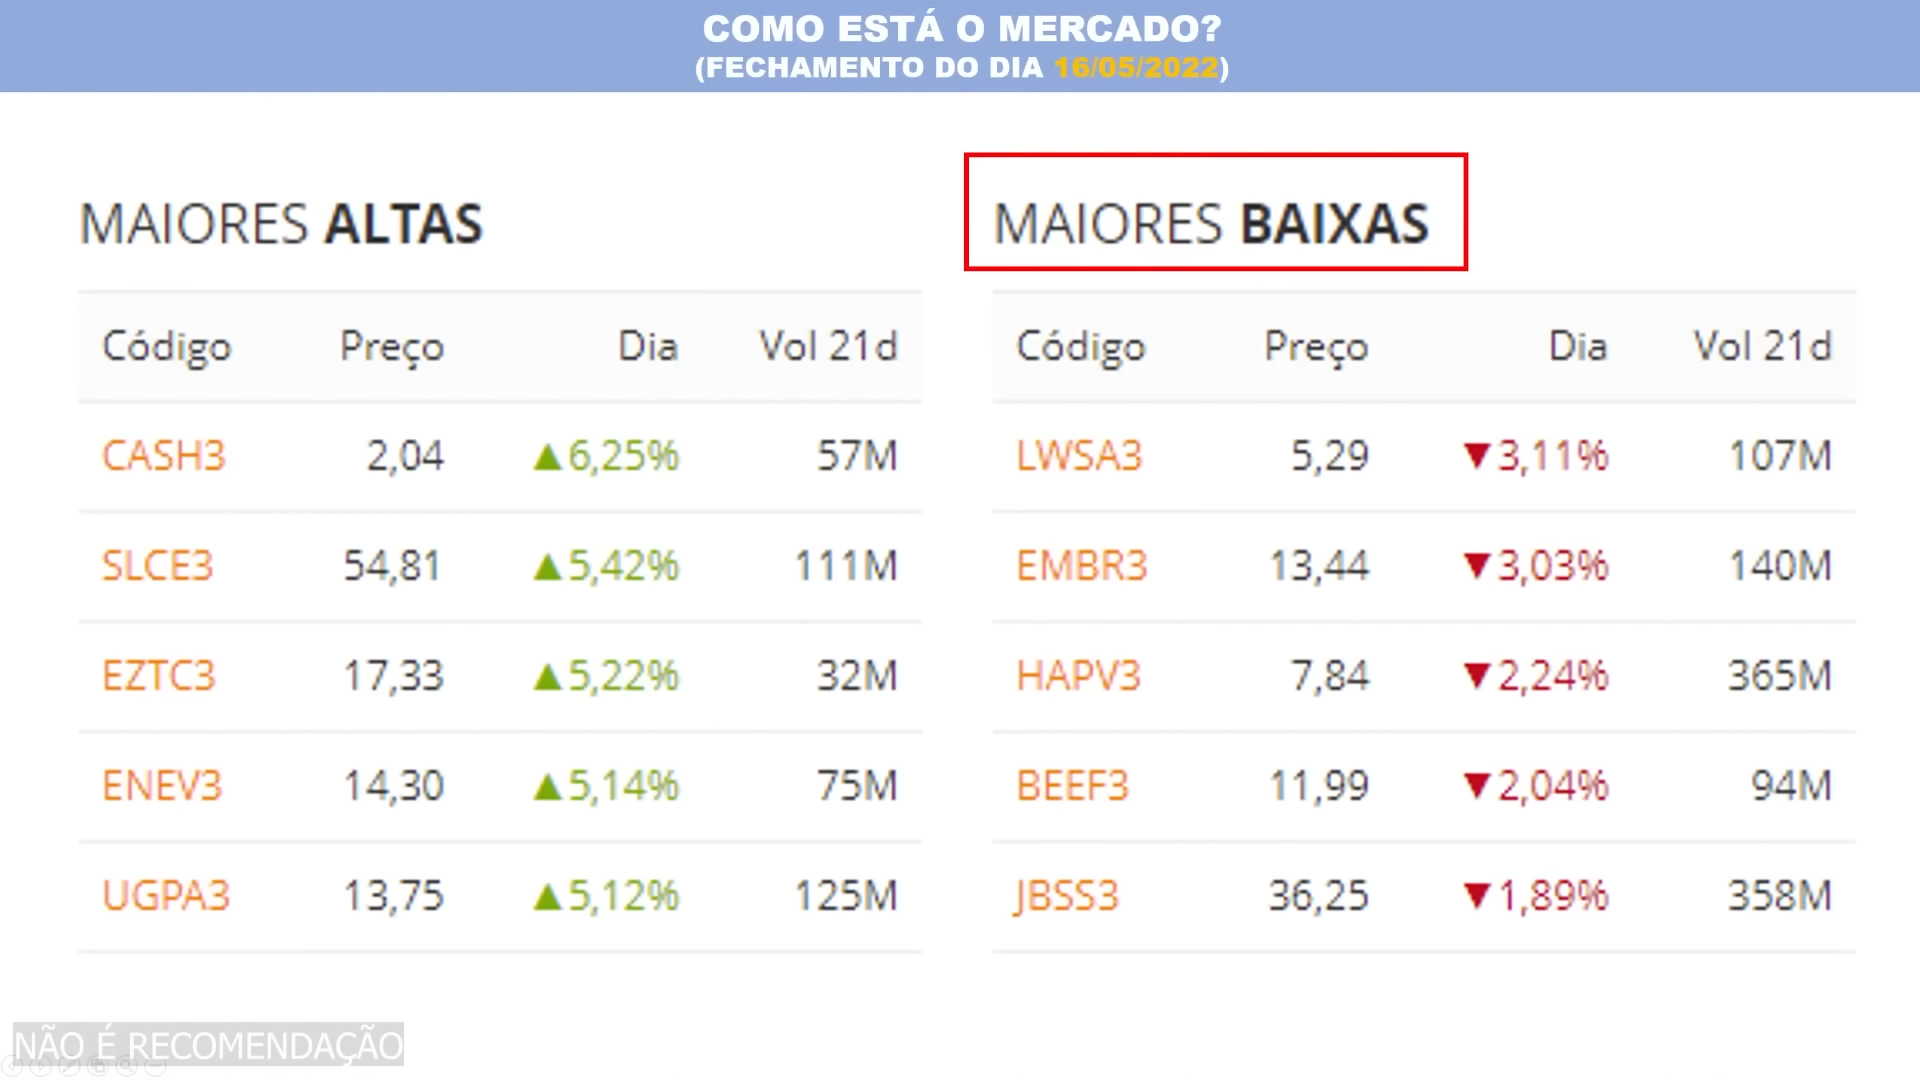 COMO ESTÁ O MERCADO?
(FECHAMENTO DO DIA 16/05/2022)
MAIORES ALTAS
Código Preço Dia Vol 21d
CASH3 2,04 ▲6,25% 57M
SLCE3 54,81 ▲5,42% 111M
EZTC3 17,33 ▲5,22% 32M
ENEV3 14,30 ▲5,14% 75M
UGPA3 13,75 ▲5,12% 125M
MAIORES BAIXAS
Código Preço Dia Vol 21d
LWSA3 5,29 ▼3,11% 107M
EMBR3 13,44 ▼3,03% 140M
HAPV3 7,84 ▼2,24% 365M
BEEF3 11,99 ▼2,04% 94M
JBSS3 36,25 ▼1,89% 358M
NÃO É RECOMENDAÇÃO